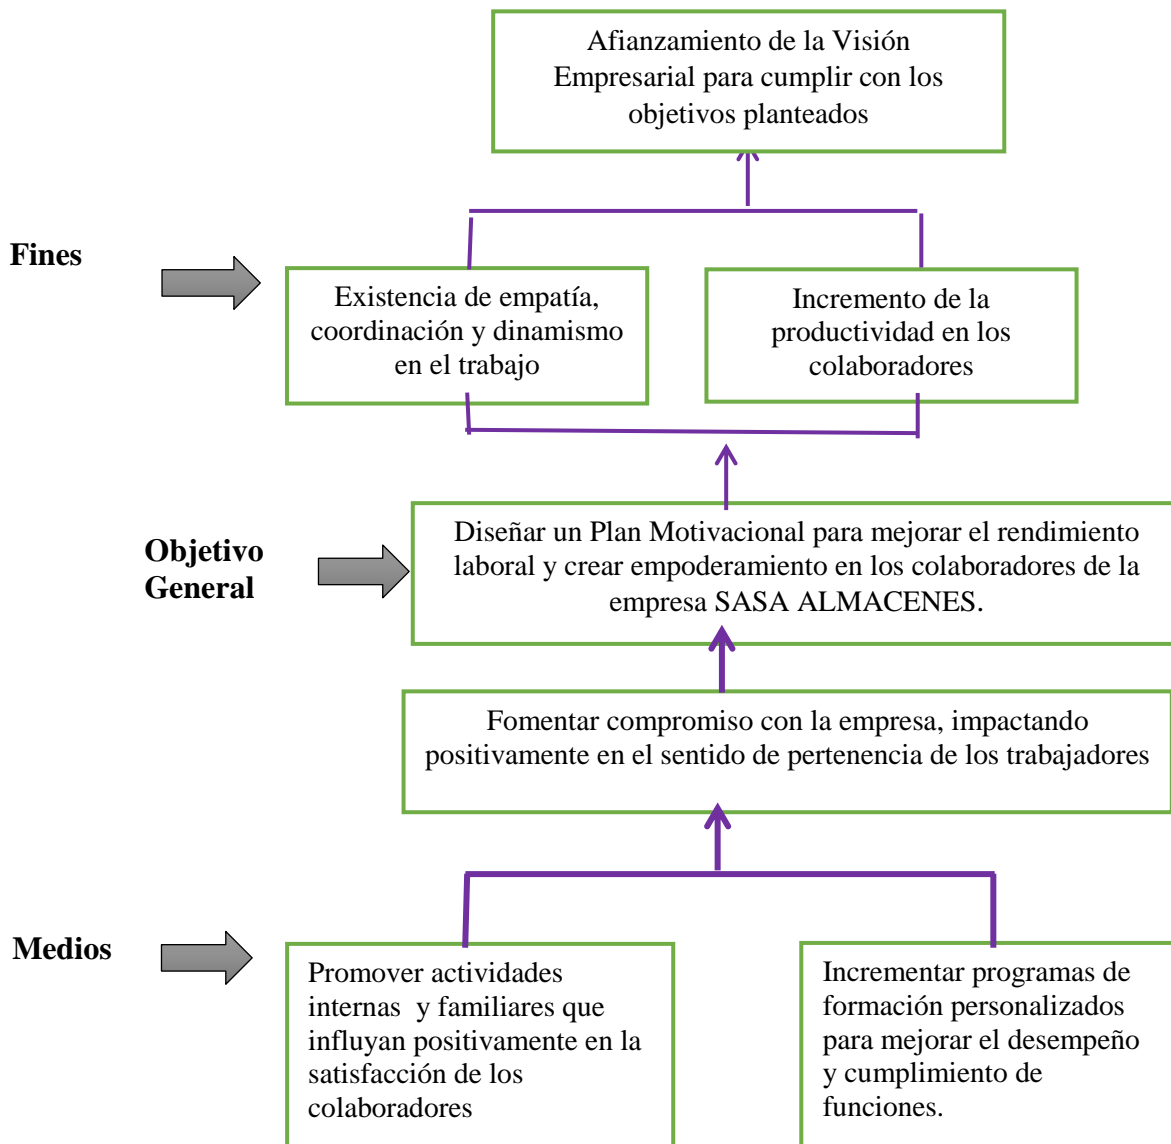 Afianzamiento de la Visión
Empresarial para cumplir con los
objetivos planteados
Fines
Existencia de empatía,
coordinación y dinamismo
en el trabajo
Incremento de la
productividad en los
colaboradores
Objetivo
General
Diseñar un Plan Motivacional para mejorar el rendimiento
laboral y crear empoderamiento en los colaboradores de la
empresa SASA ALMACENES.
Fomentar compromiso con la empresa, impactando
positivamente en el sentido de pertenencia de los trabajadores
Medios
Promover actividades
internas  y familiares que
influyan positivamente en la
satisfacción de los
colaboradores
Incrementar programas de
formación personalizados
para mejorar el desempeño
y cumplimiento de
funciones.